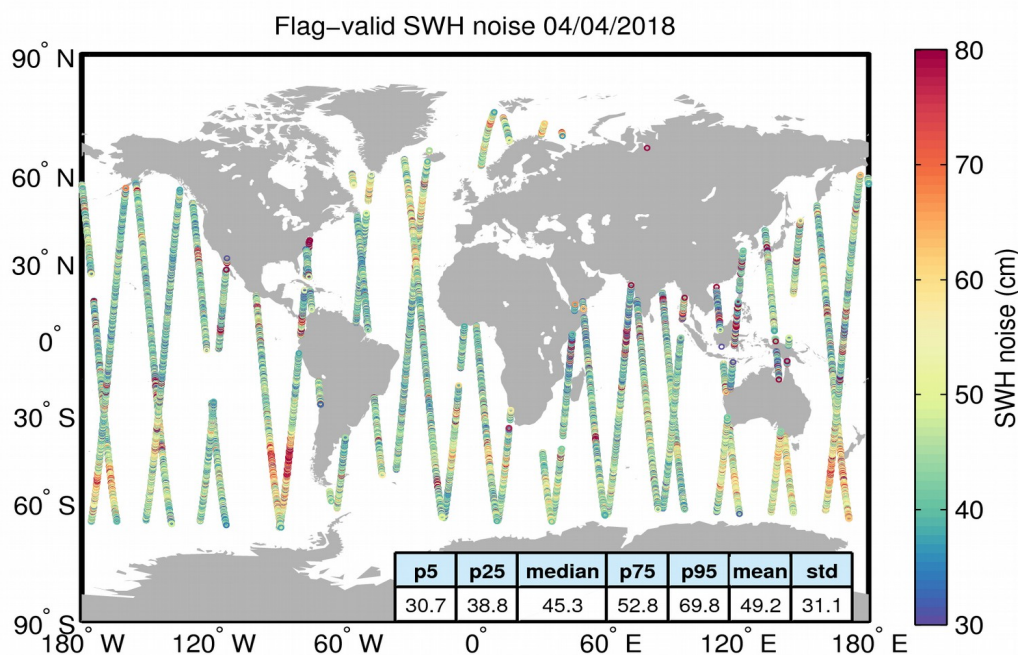 Flag−valid SWH noise 04/04/2018
90° N
60° N
30° N
0°
30° S
60° S
90° S
180° W
120° W
60° W
0°
60° E
120° E
180° E
p5 p25 median p75 p95 mean std
30.7 38.8 45.3 52.8 69.8 49.2 31.1
80
70
60
50
40
30
SWH noise (cm)